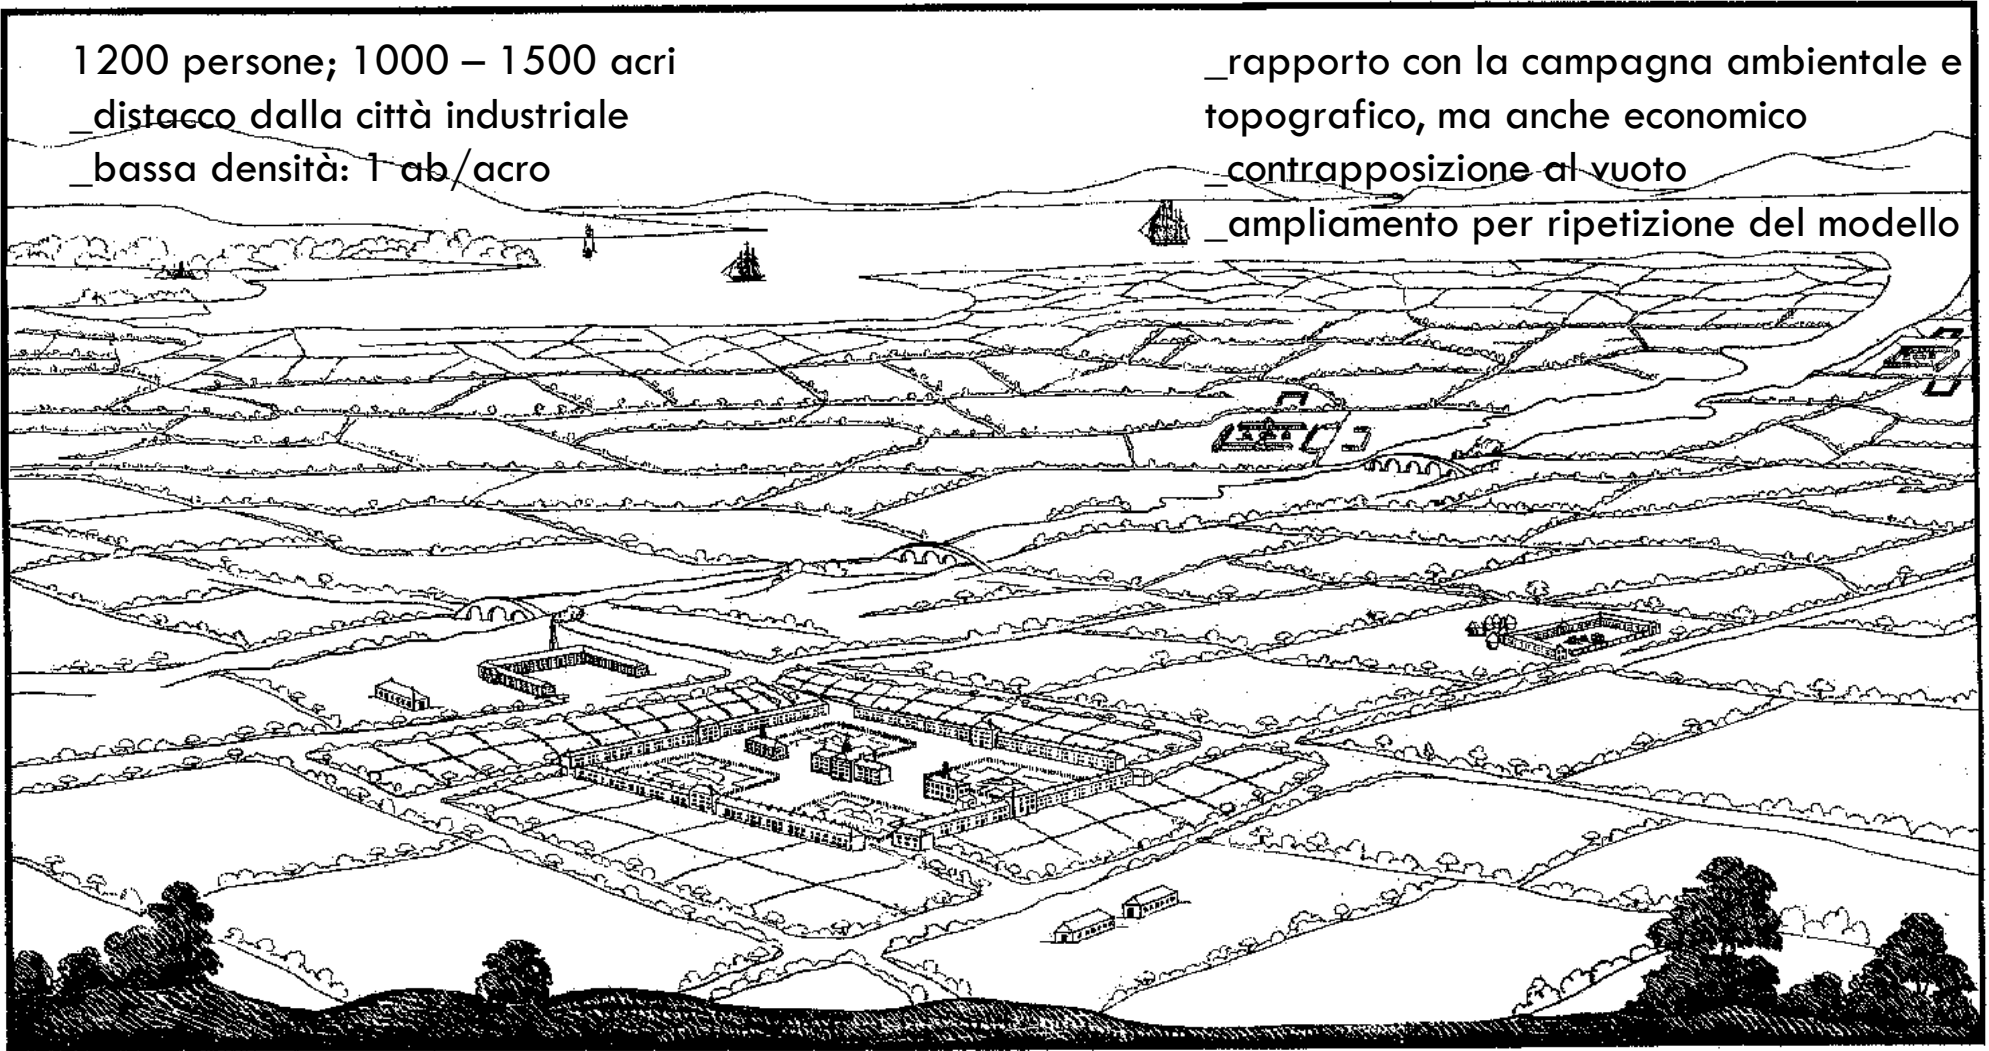 1200 persone; 1000 – 1500 acri
_distacco dalla città industriale
_bassa densità: 1 ab/acro
_rapporto con la campagna ambientale e
topografico, ma anche economico
_contrapposizione al vuoto
_ampliamento per ripetizione del modello